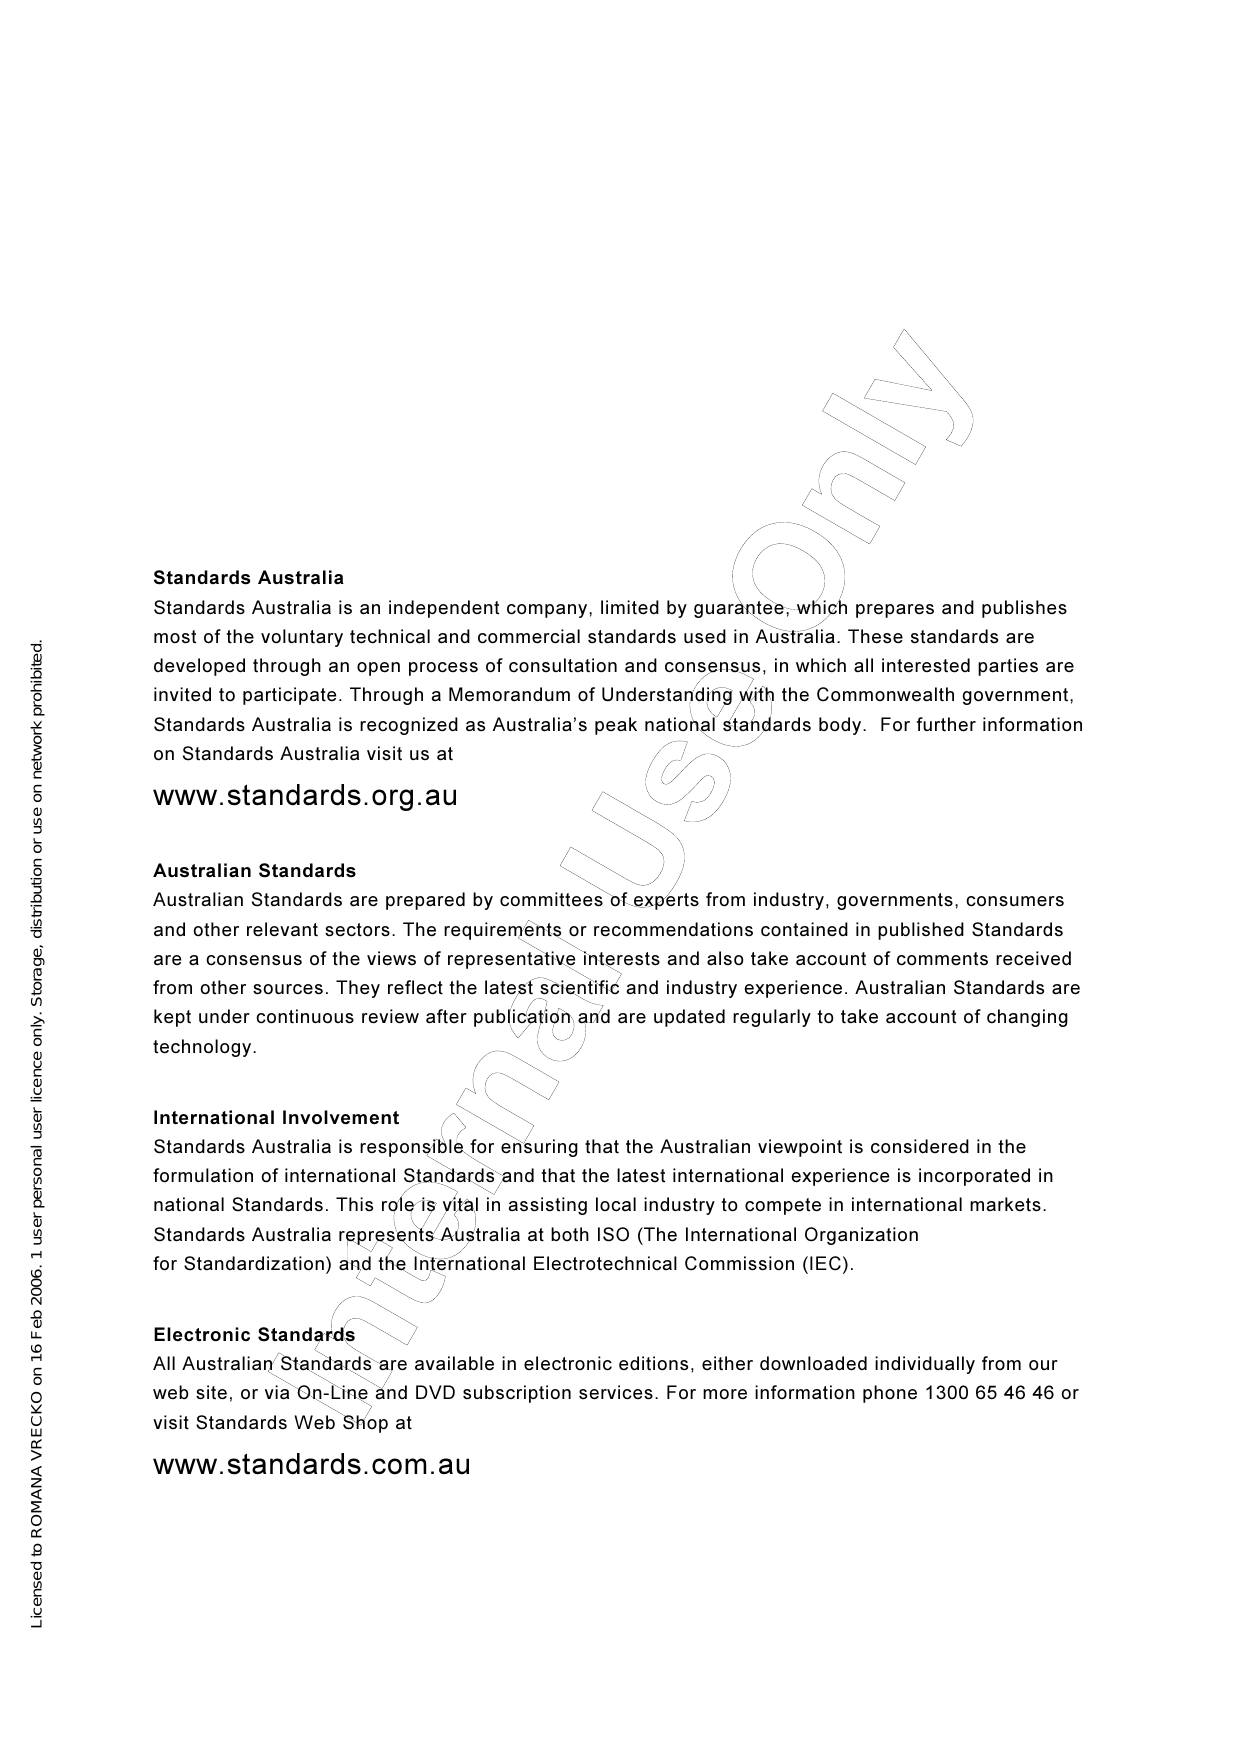 Standards Australia
Standards Australia is an independent company, limited by guarantee, which prepares and publishes
most of the voluntary technical and commercial standards used in Australia. These standards are
developed through an open process of consultation and consensus, in which all interested parties are
invited to participate. Through a Memorandum of Understanding with the Commonwealth government,
Standards Australia is recognized as Australia’s peak national standards body.  For further information
on Standards Australia visit us at
www.standards.org.au
Australian Standards
Australian Standards are prepared by committees of experts from industry, governments, consumers
and other relevant sectors. The requirements or recommendations contained in published Standards
are a consensus of the views of representative interests and also take account of comments received
from other sources. They reflect the latest scientific and industry experience. Australian Standards are
kept under continuous review after publication and are updated regularly to take account of changing
technology.
International Involvement
Standards Australia is responsible for ensuring that the Australian viewpoint is considered in the
formulation of international Standards and that the latest international experience is incorporated in
national Standards. This role is vital in assisting local industry to compete in international markets.
Standards Australia represents Australia at both ISO (The International Organization
for Standardization) and the International Electrotechnical Commission (IEC).
Electronic Standards
All Australian Standards are available in electronic editions, either downloaded individually from our
web site, or via On-Line and DVD subscription services. For more information phone 1300 65 46 46 or
visit Standards Web Shop at
www.standards.com.au
Licensed to ROMANA VRECKO on 16 Feb 2006. 1 user personal user licence only. Storage, distribution or use on network prohibited.
Internal Use Only